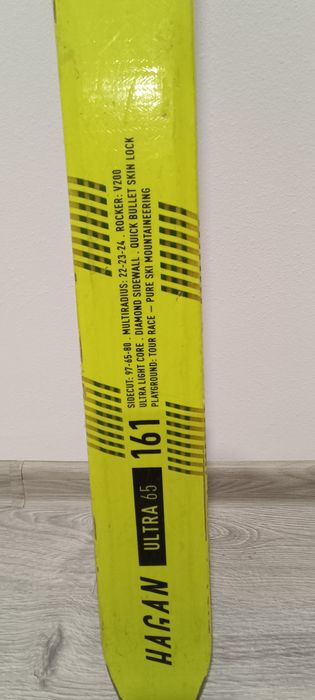 HAGAN ULTRA 65 161
SIDECUT: 97-65-80 . MULTIRADIUS: 22-23-24 . ROCKER: V200
ULTRA LIGHT CORE . DIAMOND SIDEWALL . QUICK BULLET SKIN LOCK
PLAYGROUND: TOUR RACE – PURE SKI MOUNTAINEERING